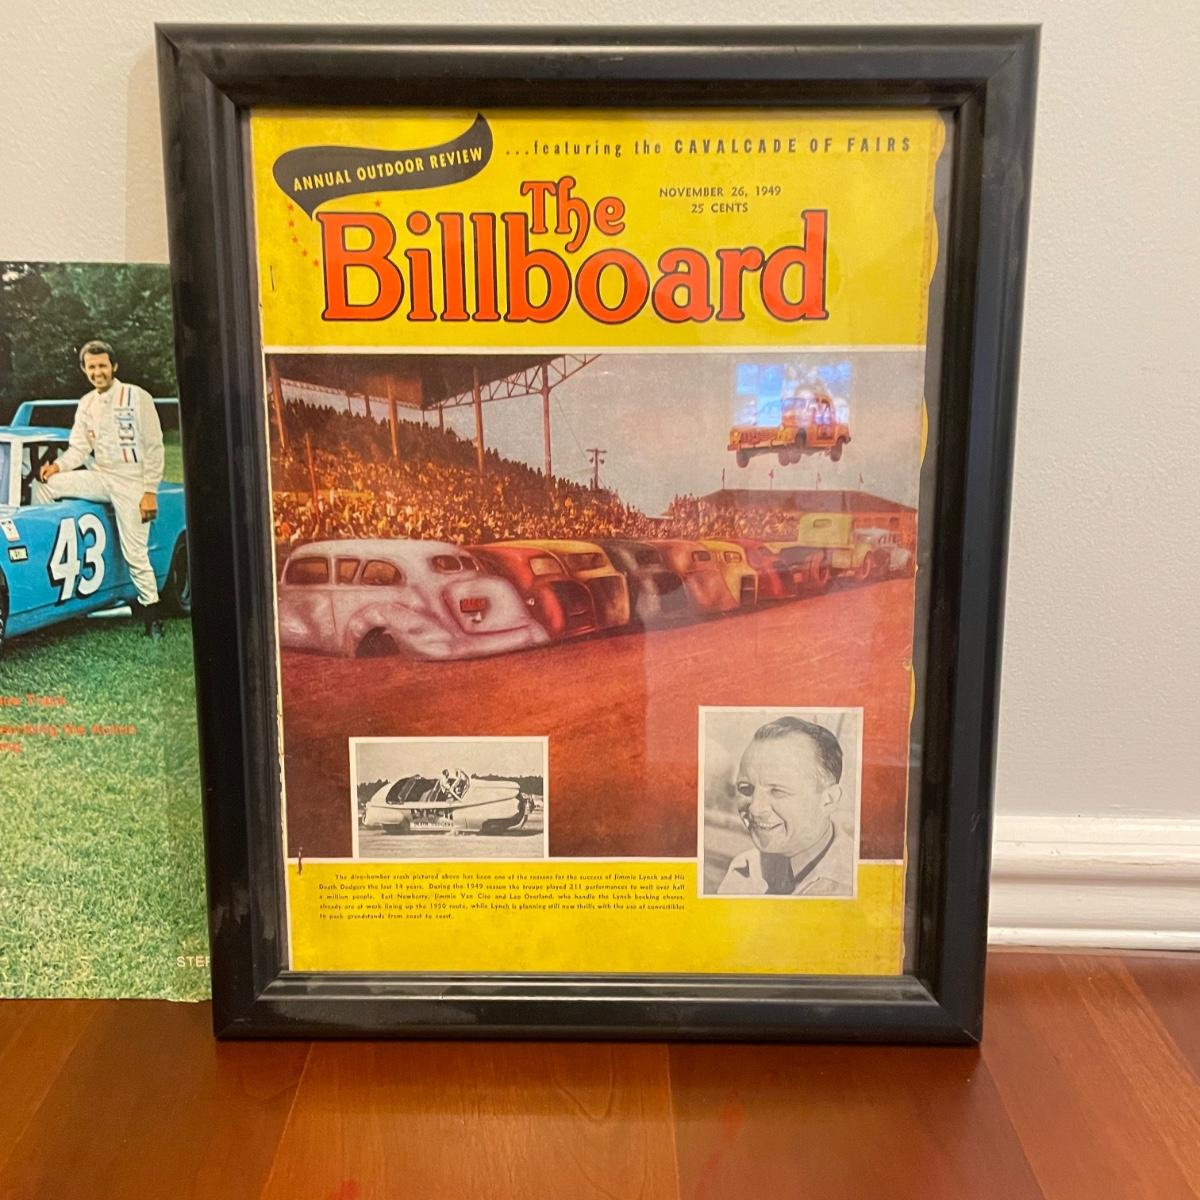 ANNUAL OUTDOOR REVIEW
...featuring the CAVALCADE OF FAIRS
NOVEMBER 26, 1949
25 CENTS
The
Billboard
43
The dive-bomber crash pictured above has been one of the reasons for the success of Jimmie Lynch and His
Death Dodgers the last 14 years. During the 1949 season the troupe played 211 performances to well over half
a million people. Earl Newberry, Jimmie Van Cise and Leo Overland, who handle the Lynch booking chores,
already are at work lining up the 1950 route, while Lynch is planning still new thrills with the use of convertibles
to pack grandstands from coast to coast.
STER